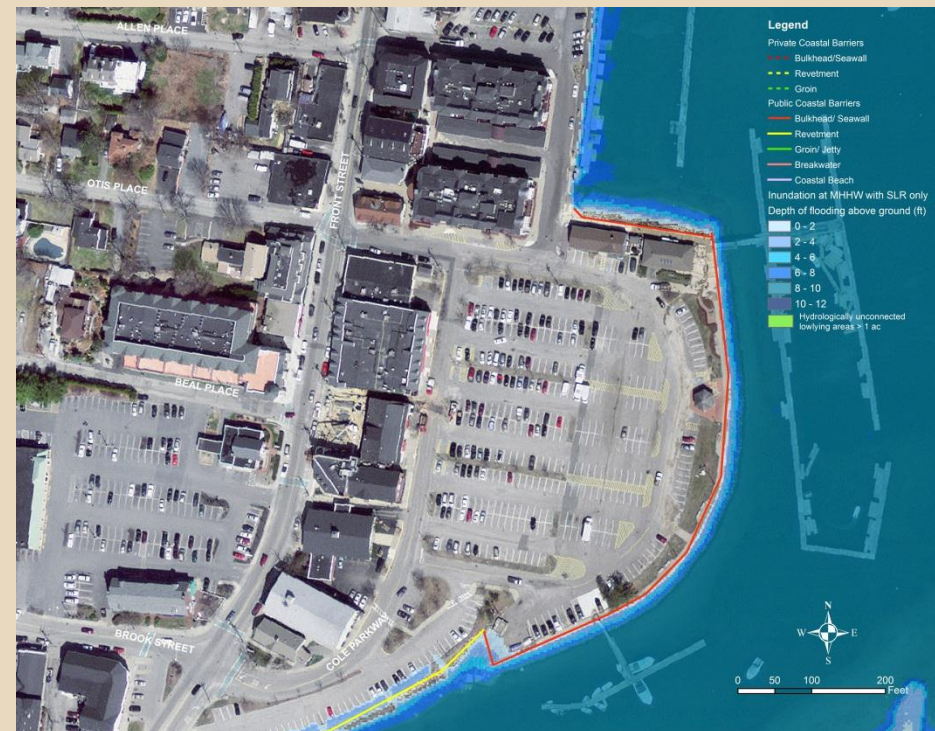 ALLEN PLACE
OTIS PLACE
FRONT STREET
BEAL PLACE
BROOK STREET
COLE PARKWAY
Legend
Private Coastal Barriers
Bulkhead/Seawall
Revetment
Groin
Public Coastal Barriers
Bulkhead/ Seawall
Revetment
Groin/ Jetty
Breakwater
Coastal Beach
Inundation at MHHW with SLR only
Depth of flooding above ground (ft)
0 - 2
2 - 4
4 - 6
6 - 8
8 - 10
10 - 12
Hydrologically unconnected
lowlying areas > 1 ac
N
W E
S
0 50 100 200
Feet